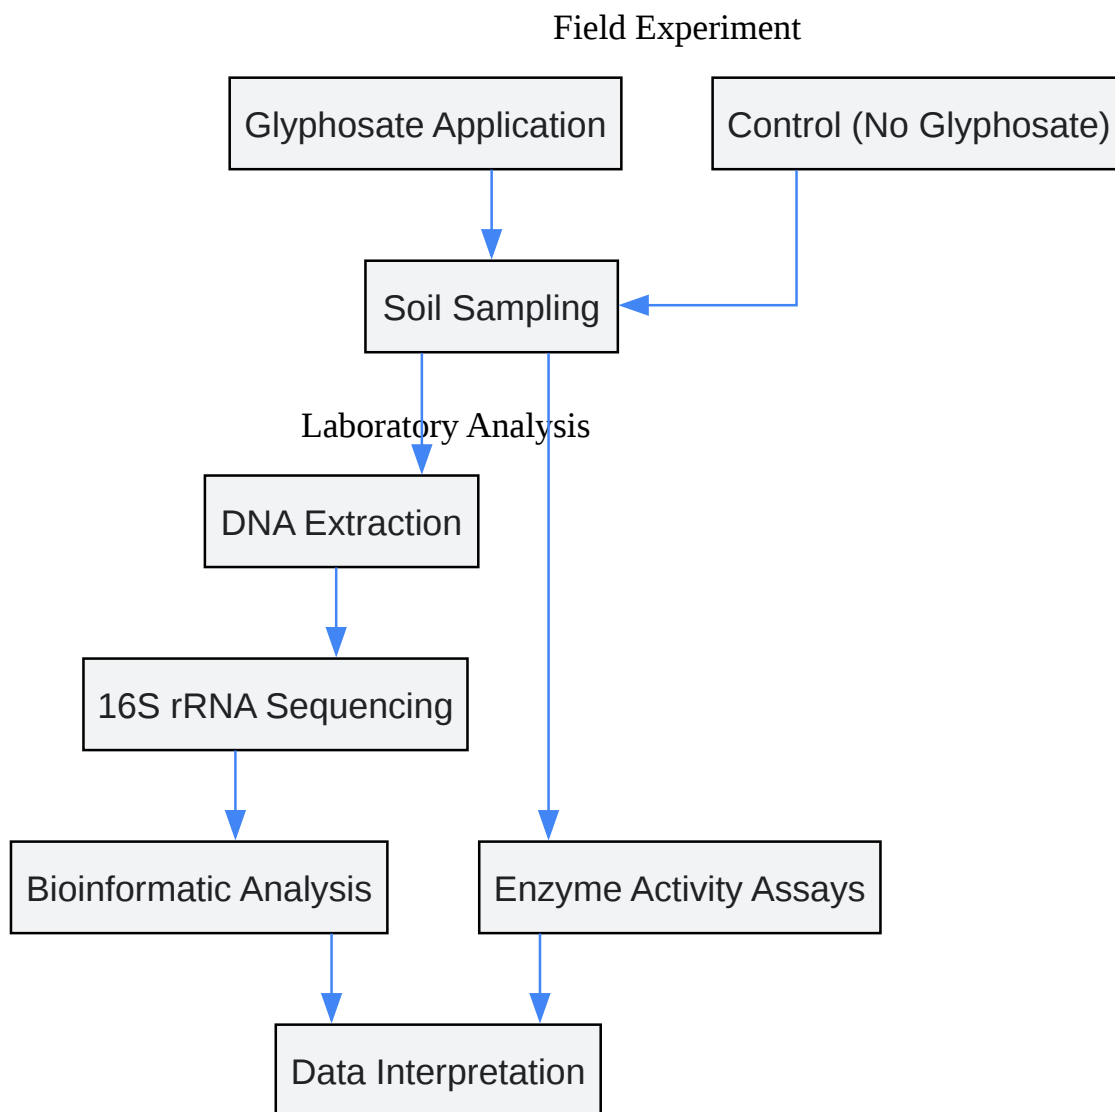 Field Experiment
Glyphosate Application
Control (No Glyphosate)
Soil Sampling
Laboratory Analysis
DNA Extraction
16S rRNA Sequencing
Bioinformatic Analysis
Enzyme Activity Assays
Data Interpretation